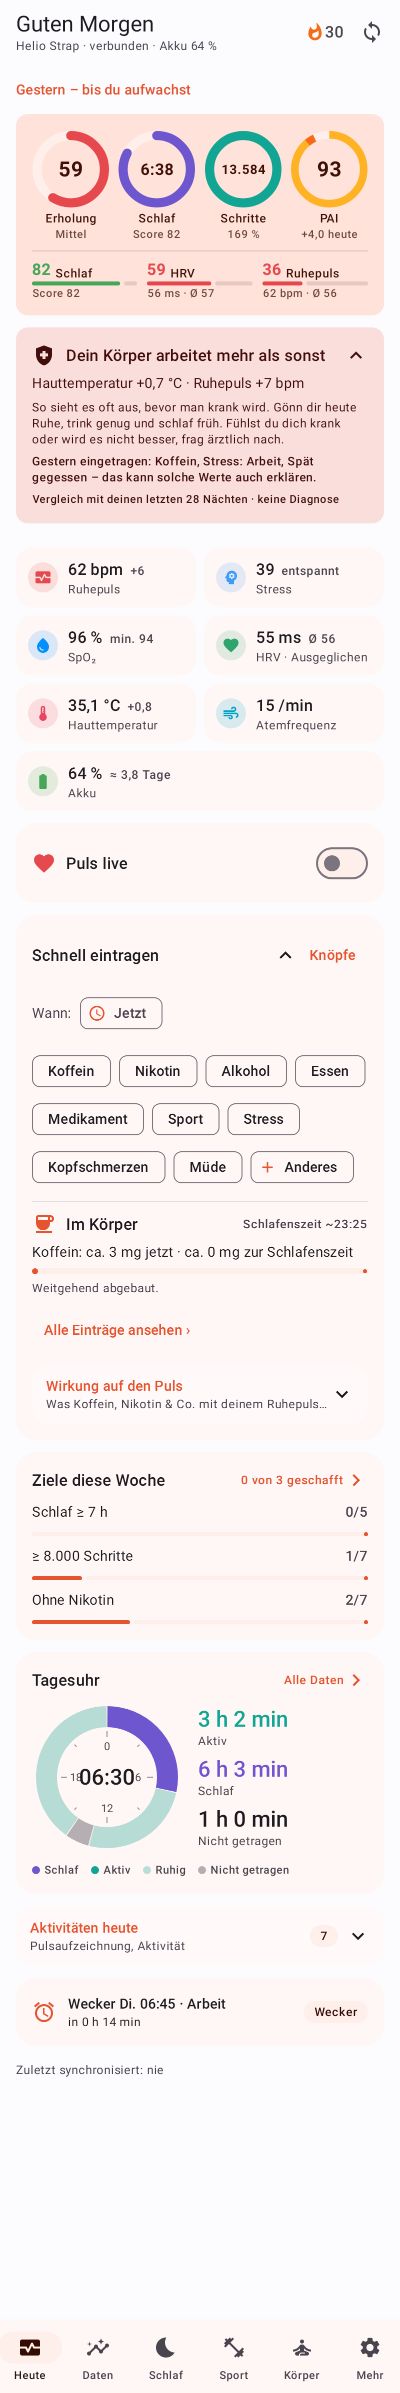 Guten Morgen
Helio Strap · verbunden · Akku 64 %
30
Gestern – bis du aufwachst
59
6:38
13.584
93
Erholung
Schlaf
Schritte
PAI
Mittel
Score 82
169 %
+4,0 heute
82 Schlaf
59 HRV
36 Ruhepuls
Score 82
56 ms · Ø 57
62 bpm · Ø 56
Dein Körper arbeitet mehr als sonst
Hauttemperatur +0,7 °C · Ruhepuls +7 bpm
So sieht es oft aus, bevor man krank wird. Gönn dir heute
Ruhe, trink genug und schlaf früh. Fühlst du dich krank
oder wird es nicht besser, frag ärztlich nach.
Gestern eingetragen: Koffein, Stress: Arbeit, Spät
gegessen – das kann solche Werte auch erklären.
Vergleich mit deinen letzten 28 Nächten · keine Diagnose
62 bpm +6
Ruhepuls
39 entspannt
Stress
96 % min. 94
SpO₂
55 ms Ø 56
HRV · Ausgeglichen
35,1 °C +0,8
Hauttemperatur
15 /min
Atemfrequenz
64 % ≈ 3,8 Tage
Akku
Puls live
Schnell eintragen
Knöpfe
Wann:
Jetzt
Koffein
Nikotin
Alkohol
Essen
Medikament
Sport
Stress
Kopfschmerzen
Müde
+ Anderes
Im Körper
Schlafenszeit ~23:25
Koffein: ca. 3 mg jetzt · ca. 0 mg zur Schlafenszeit
Weitgehend abgebaut.
Alle Einträge ansehen ›
Wirkung auf den Puls
Was Koffein, Nikotin & Co. mit deinem Ruhepuls…
Ziele diese Woche
0 von 3 geschafft
Schlaf ≥ 7 h
0/5
≥ 8.000 Schritte
1/7
Ohne Nikotin
2/7
Tagesuhr
Alle Daten
0
18
06:30
6
12
3 h 2 min
Aktiv
6 h 3 min
Schlaf
1 h 0 min
Nicht getragen
Schlaf
Aktiv
Ruhig
Nicht getragen
Aktivitäten heute
Pulsaufzeichnung, Aktivität
7
Wecker Di. 06:45 · Arbeit
in 0 h 14 min
Wecker
Zuletzt synchronisiert: nie
Heute
Daten
Schlaf
Sport
Körper
Mehr